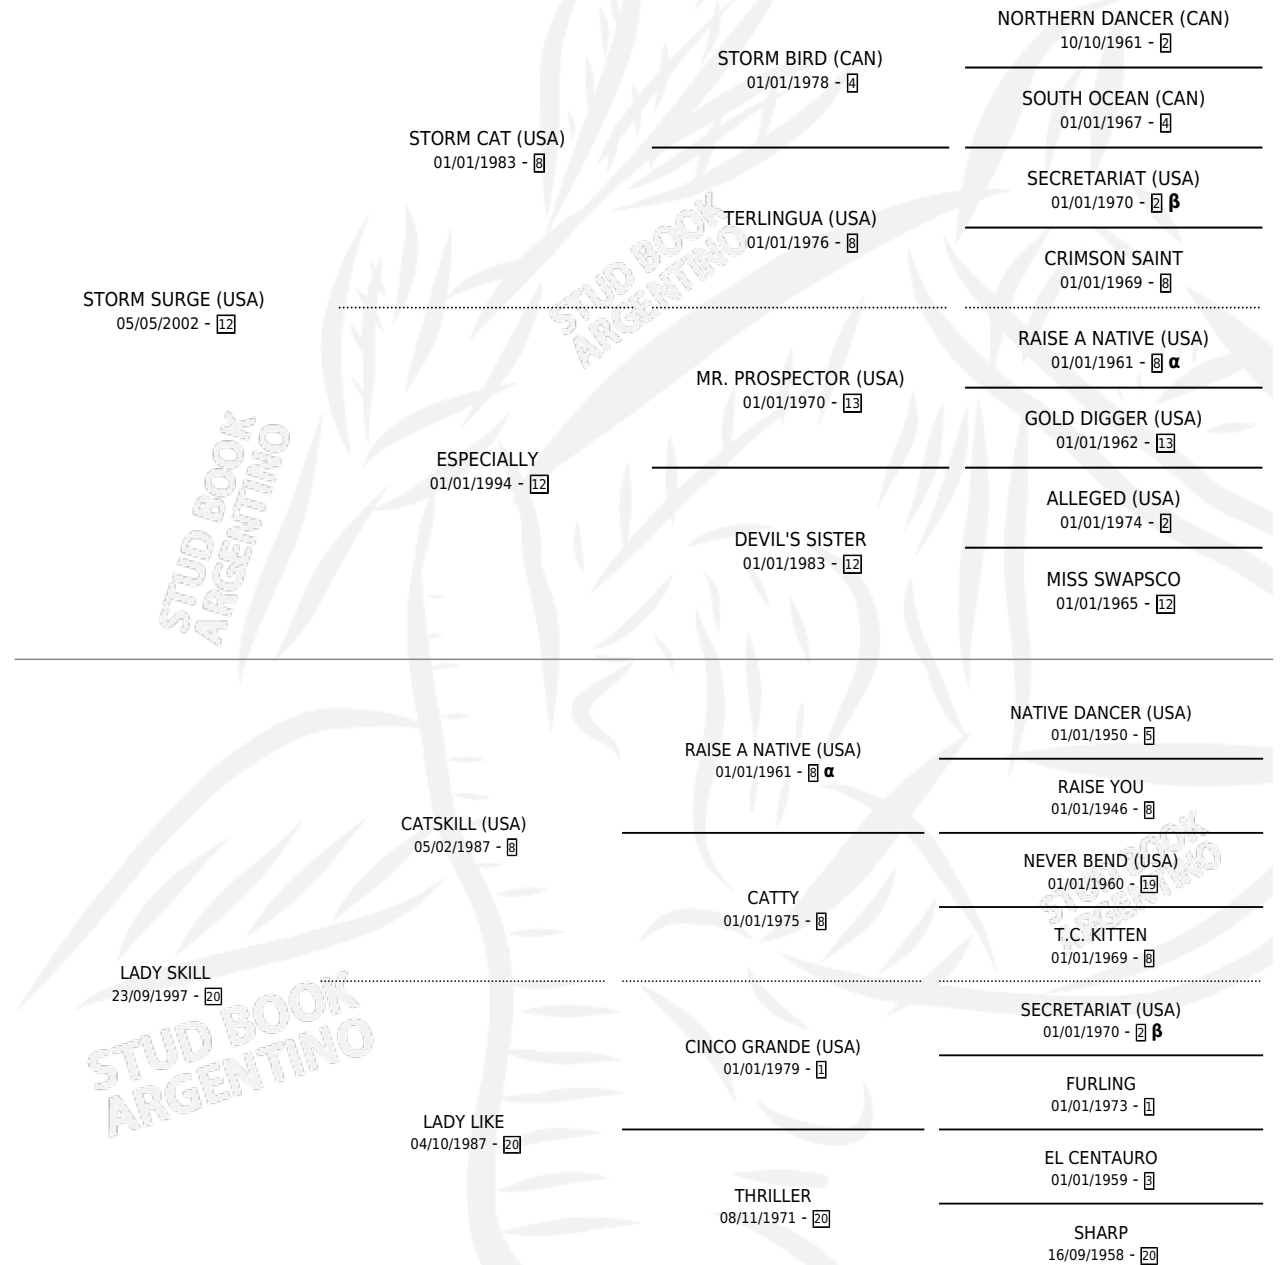 NORTHERN DANCER (CAN)
10/10/1961 - 2
STORM BIRD (CAN)
01/01/1978 - 4
SOUTH OCEAN (CAN)
01/01/1967 - 4
STORM CAT (USA)
01/01/1983 - 8
SECRETARIAT (USA)
01/01/1970 - 2 β
TERLINGUA (USA)
01/01/1976 - 8
CRIMSON SAINT
01/01/1969 - 8
STORM SURGE (USA)
05/05/2002 - 12
STUD BOOK
ARGENTINO
RAISE A NATIVE (USA)
01/01/1961 - 8 α
MR. PROSPECTOR (USA)
01/01/1970 - 13
GOLD DIGGER (USA)
01/01/1962 - 13
ESPECIALLY
01/01/1994 - 12
ALLEGED (USA)
01/01/1974 - 2
DEVIL'S SISTER
01/01/1983 - 12
MISS SWAPSCO
01/01/1965 - 12
STUD BOOK
ARGENTINO
NATIVE DANCER (USA)
01/01/1950 - 5
RAISE A NATIVE (USA)
01/01/1961 - 8 α
RAISE YOU
01/01/1946 - 8
CATSKILL (USA)
05/02/1987 - 8
NEVER BEND (USA)
01/01/1960 - 19
CATTY
01/01/1975 - 8
T.C. KITTEN
01/01/1969 - 8
STUD BOOK
ARGENTINO
LADY SKILL
23/09/1997 - 20
SECRETARIAT (USA)
01/01/1970 - 2 β
CINCO GRANDE (USA)
01/01/1979 - 1
FURLING
01/01/1973 - 1
STUD BOOK
ARGENTINO
LADY LIKE
04/10/1987 - 20
EL CENTAURO
01/01/1959 - 3
THRILLER
08/11/1971 - 20
SHARP
16/09/1958 - 20